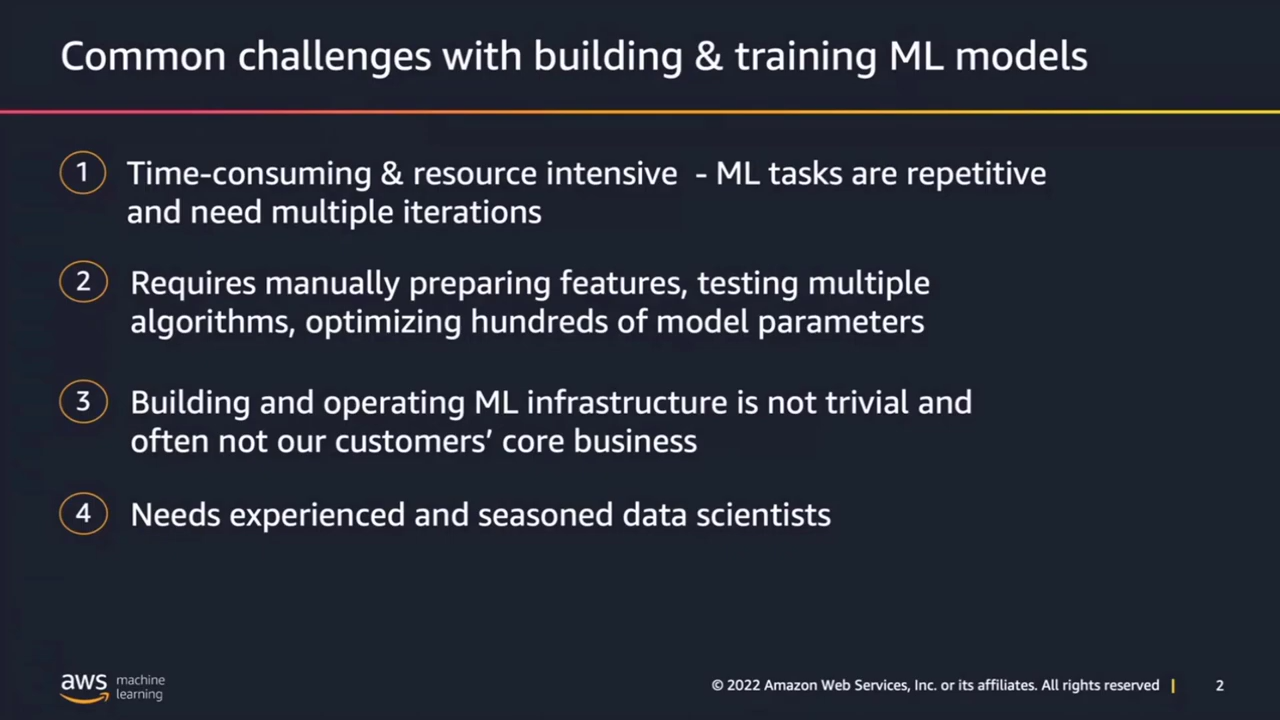 Common challenges with building & training ML models
1 Time-consuming & resource intensive - ML tasks are repetitive
and need multiple iterations
2 Requires manually preparing features, testing multiple
algorithms, optimizing hundreds of model parameters
3 Building and operating ML infrastructure is not trivial and
often not our customers’ core business
4 Needs experienced and seasoned data scientists
aws machine
learning
© 2022 Amazon Web Services, Inc. or its affiliates. All rights reserved | 2